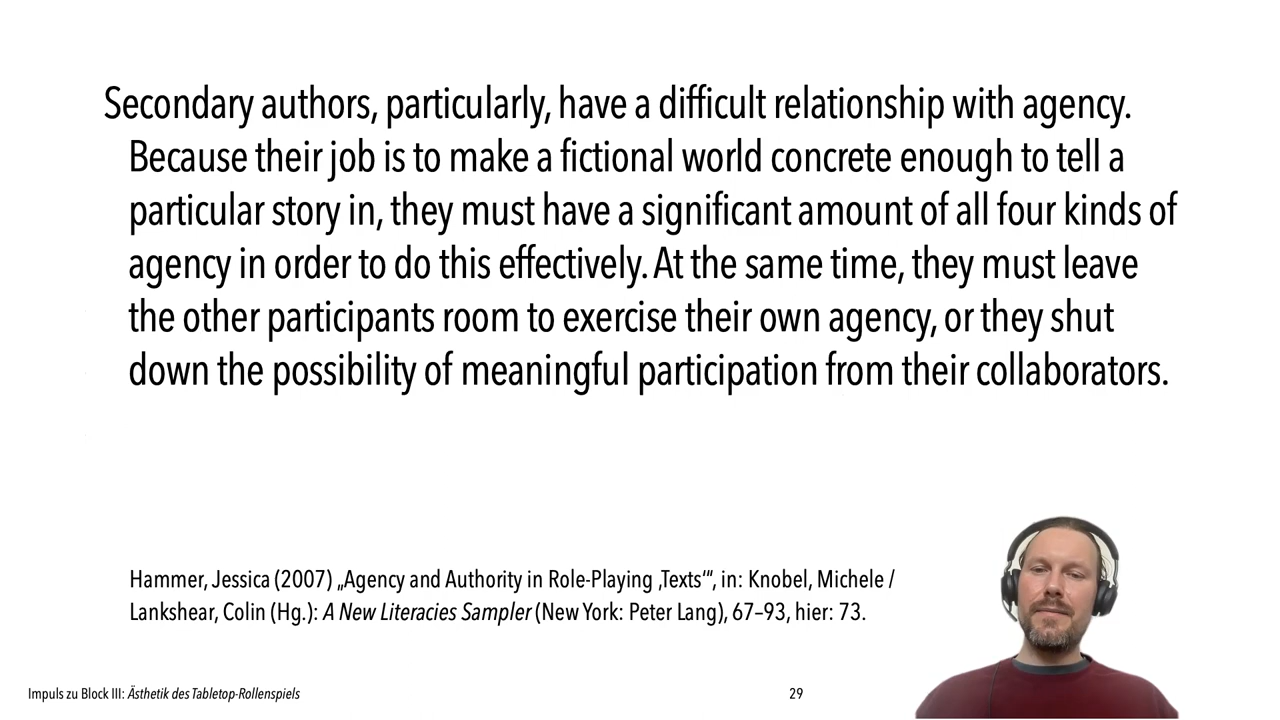 Secondary authors, particularly, have a difficult relationship with agency.
Because their job is to make a fictional world concrete enough to tell a
particular story in, they must have a significant amount of all four kinds of
agency in order to do this effectively. At the same time, they must leave
the other participants room to exercise their own agency, or they shut
down the possibility of meaningful participation from their collaborators.
Hammer, Jessica (2007) „Agency and Authority in Role-Playing ‚Texts‘“, in: Knobel, Michele /
Lankshear, Colin (Hg.): A New Literacies Sampler (New York: Peter Lang), 67–93, hier: 73.
Impuls zu Block III: Ästhetik des Tabletop-Rollenspiels
29